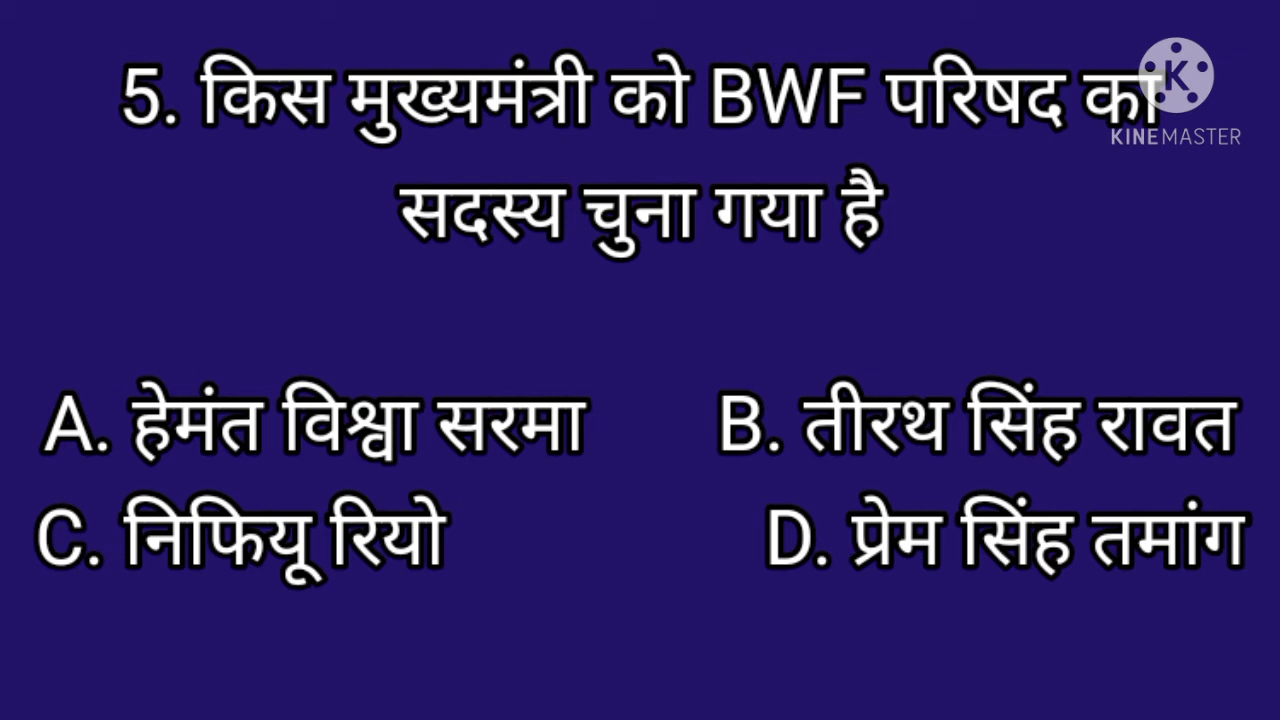 5. किस मुख्यमंत्री को BWF परिषद का
K
KINEMASTER
सदस्य चुना गया है
A. हेमंत विश्वा सरमा B. तीरथ सिंह रावत
C. निफियू रियो D. प्रेम सिंह तमांग